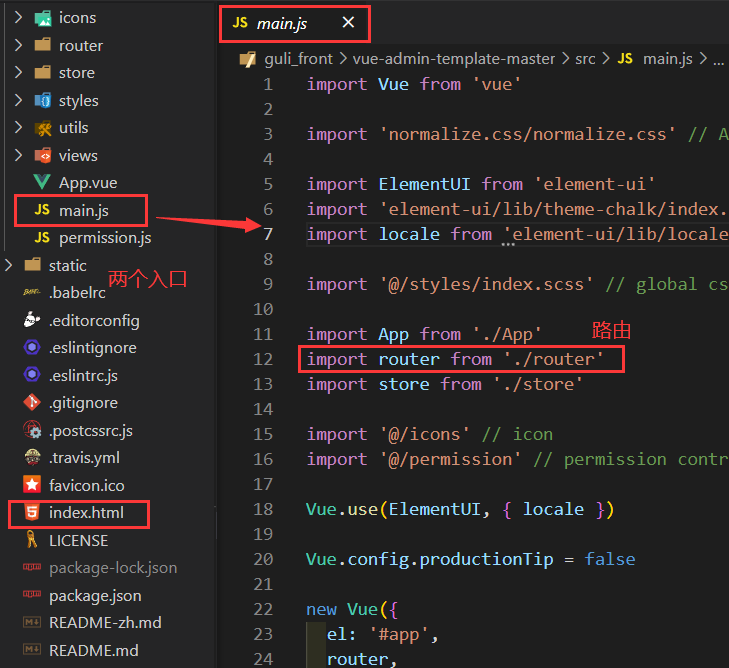 icons
router
store
styles
utils
views
App.vue
JS main.js
JS permission.js
static
两个入口
.babelrc
.editorconfig
.eslintignore
.eslintrc.js
.gitignore
.postcssrc.js
.travis.yml
favicon.ico
index.html
LICENSE
package-lock.json
package.json
README-zh.md
README.md
JS main.js ×
guli_front > vue-admin-template-master > src > JS main.js > ...
1 import Vue from 'vue'
2
3 import 'normalize.css/normalize.css' // A
4
5 import ElementUI from 'element-ui'
6 import 'element-ui/lib/theme-chalk/index.
7 import locale from 'element-ui/lib/locale
8
9 import '@/styles/index.scss' // global cs
10
11 import App from './App'
路由
12 import router from './router'
13 import store from './store'
14
15 import '@/icons' // icon
16 import '@/permission' // permission contr
17
18 Vue.use(ElementUI, { locale })
19
20 Vue.config.productionTip = false
21
22 new Vue({
23 el: '#app',
24 router,